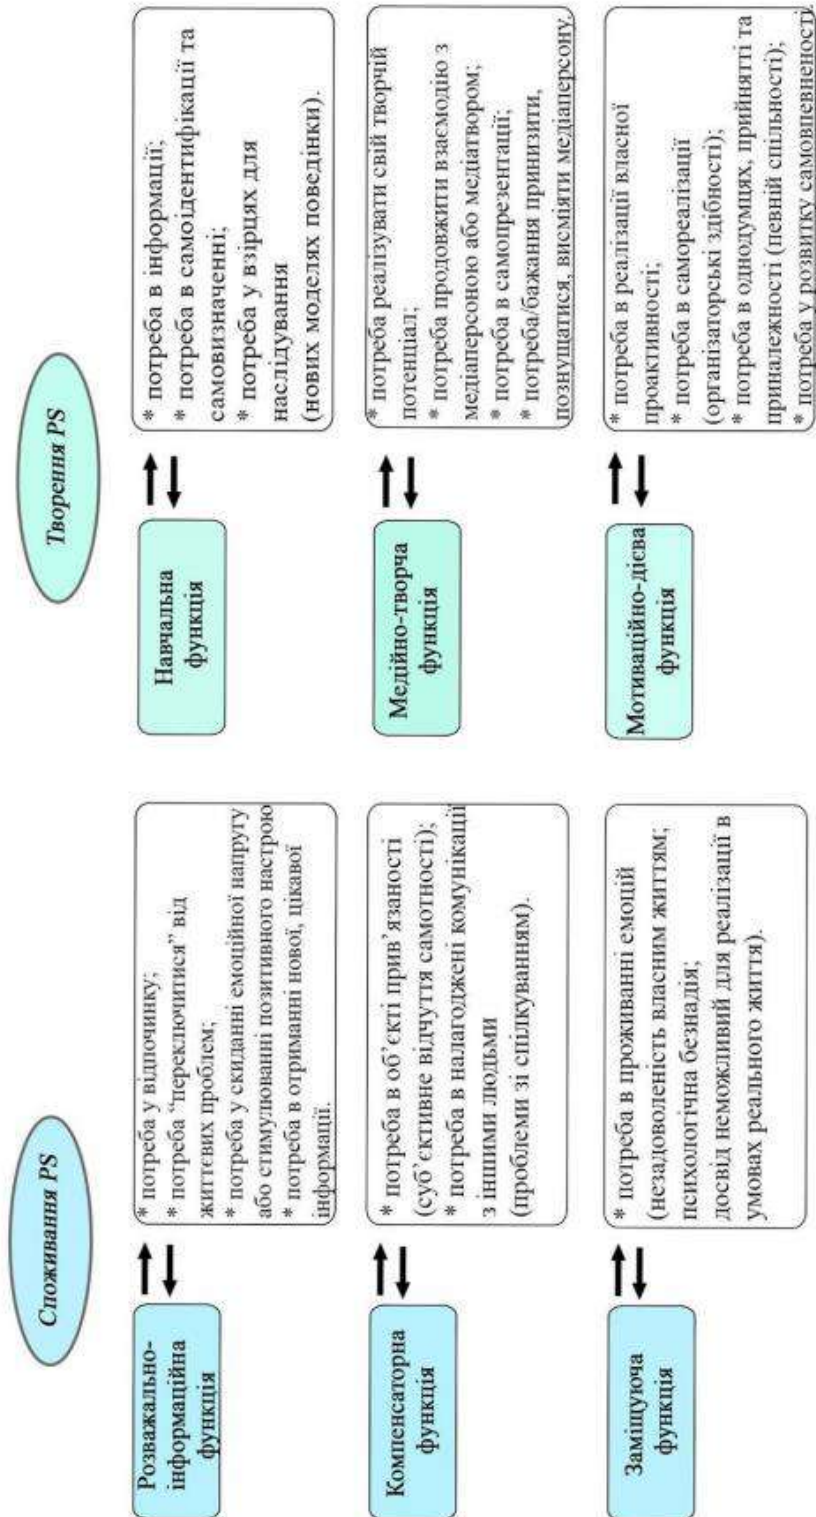 Споживання PS
Розважально-
інформаційна
функція
* потреба у відпочинку;
* потреба “переключитися” від
життєвих проблем;
* потреба у скиданні емоційної напругу
або стимулюванні позитивного настрою
* потреба в отриманні нової, цікавої
інформації.
Компенсаторна
функція
* потреба в об’єкті прив’язаності
(суб’єктивне відчуття самотності);
* потреба в налагоджені комунікації
з іншими людьми
(проблеми зі спілкуванням).
Заміщуюча
функція
* потреба в проживанні емоцій
(незадоволеність власним життям;
психологічна безнадія;
досвід неможливий для реалізації в
умовах реального життя).
Творення PS
Навчальна
функція
* потреба в інформації;
* потреба в самоідентифікації та
самовизначенні;
* потреба у взірцях для
наслідування
(нових моделях поведінки).
Медійно-творча
функція
* потреба реалізувати свій творчій
потенціал;
* потреба продовжити взаємодію з
медіаперсоною або медіатвором;
* потреба в самопрезентації;
* потреба/бажання принизити,
познущатися, висміяти медіаперсону.
Мотиваційно-дієва
функція
* потреба в реалізації власної
проактивності;
* потреба в самореалізації
(організаторські здібності);
* потреба в однодумцях, прийнятті та
приналежності (певній спільності);
* потреба у розвитку самовпевненості.